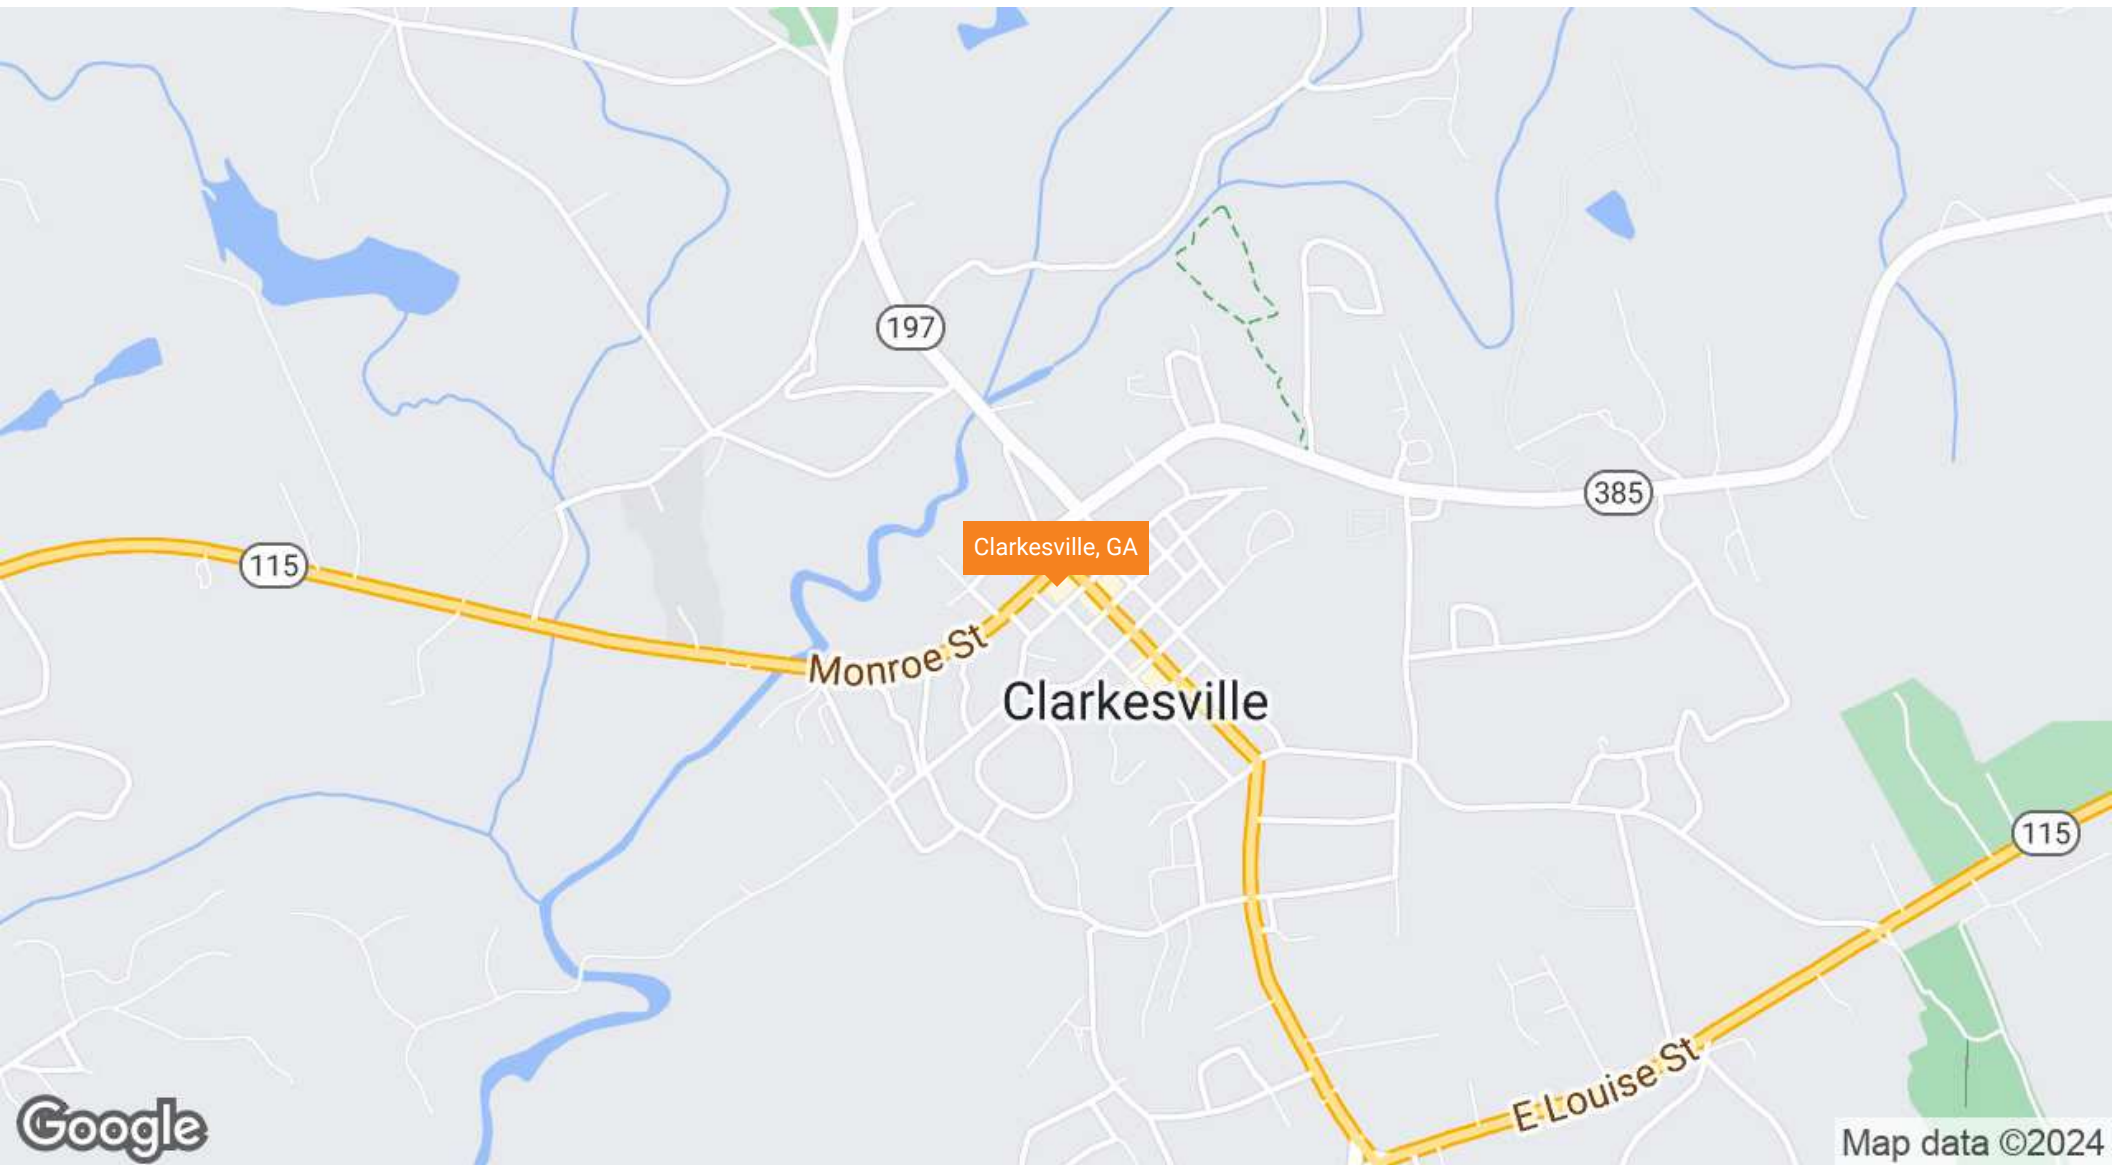 197
385
Clarkesville, GA
115
Monroe St
Clarkesville
115
E Louise St
Google
Map data ©2024